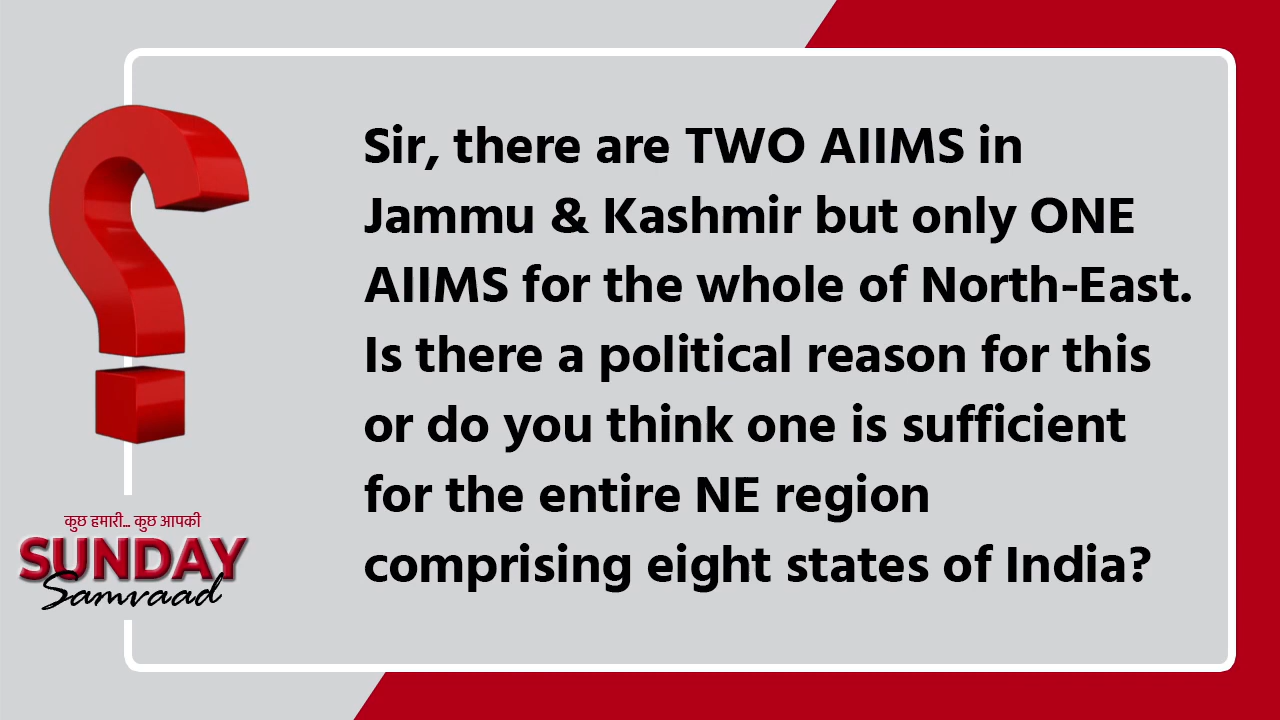 Sir, there are TWO AIIMS in
Jammu & Kashmir but only ONE
AIIMS for the whole of North-East.
Is there a political reason for this
or do you think one is sufficient
for the entire NE region
comprising eight states of India?
कुछ हमारी... कुछ आपकी
SUNDAY
Samvaad